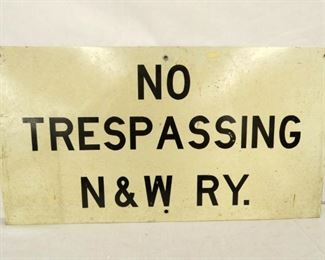 NO
TRESPASSING
N & W RY.